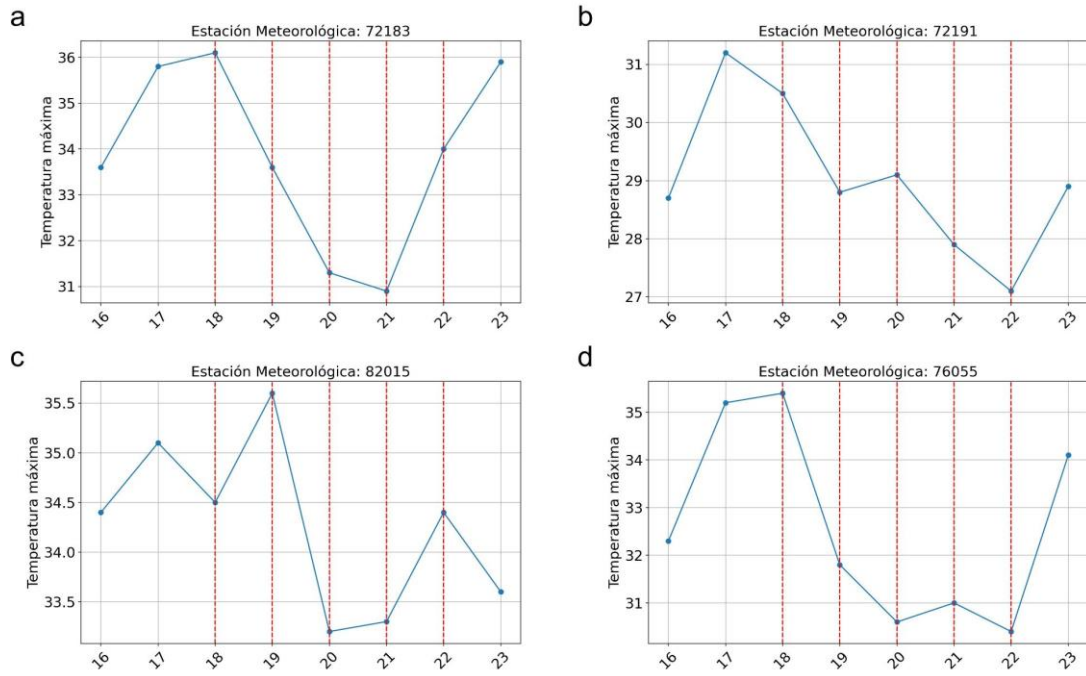 a
Estación Meteorológica: 72183
Temperatura máxima
36
35
34
33
32
31
16 17 18 19 20 21 22 23
b
Estación Meteorológica: 72191
Temperatura máxima
31
30
29
28
27
16 17 18 19 20 21 22 23
c
Estación Meteorológica: 82015
Temperatura máxima
35.5
35.0
34.5
34.0
33.5
16 17 18 19 20 21 22 23
d
Estación Meteorológica: 76055
Temperatura máxima
35
34
33
32
31
16 17 18 19 20 21 22 23